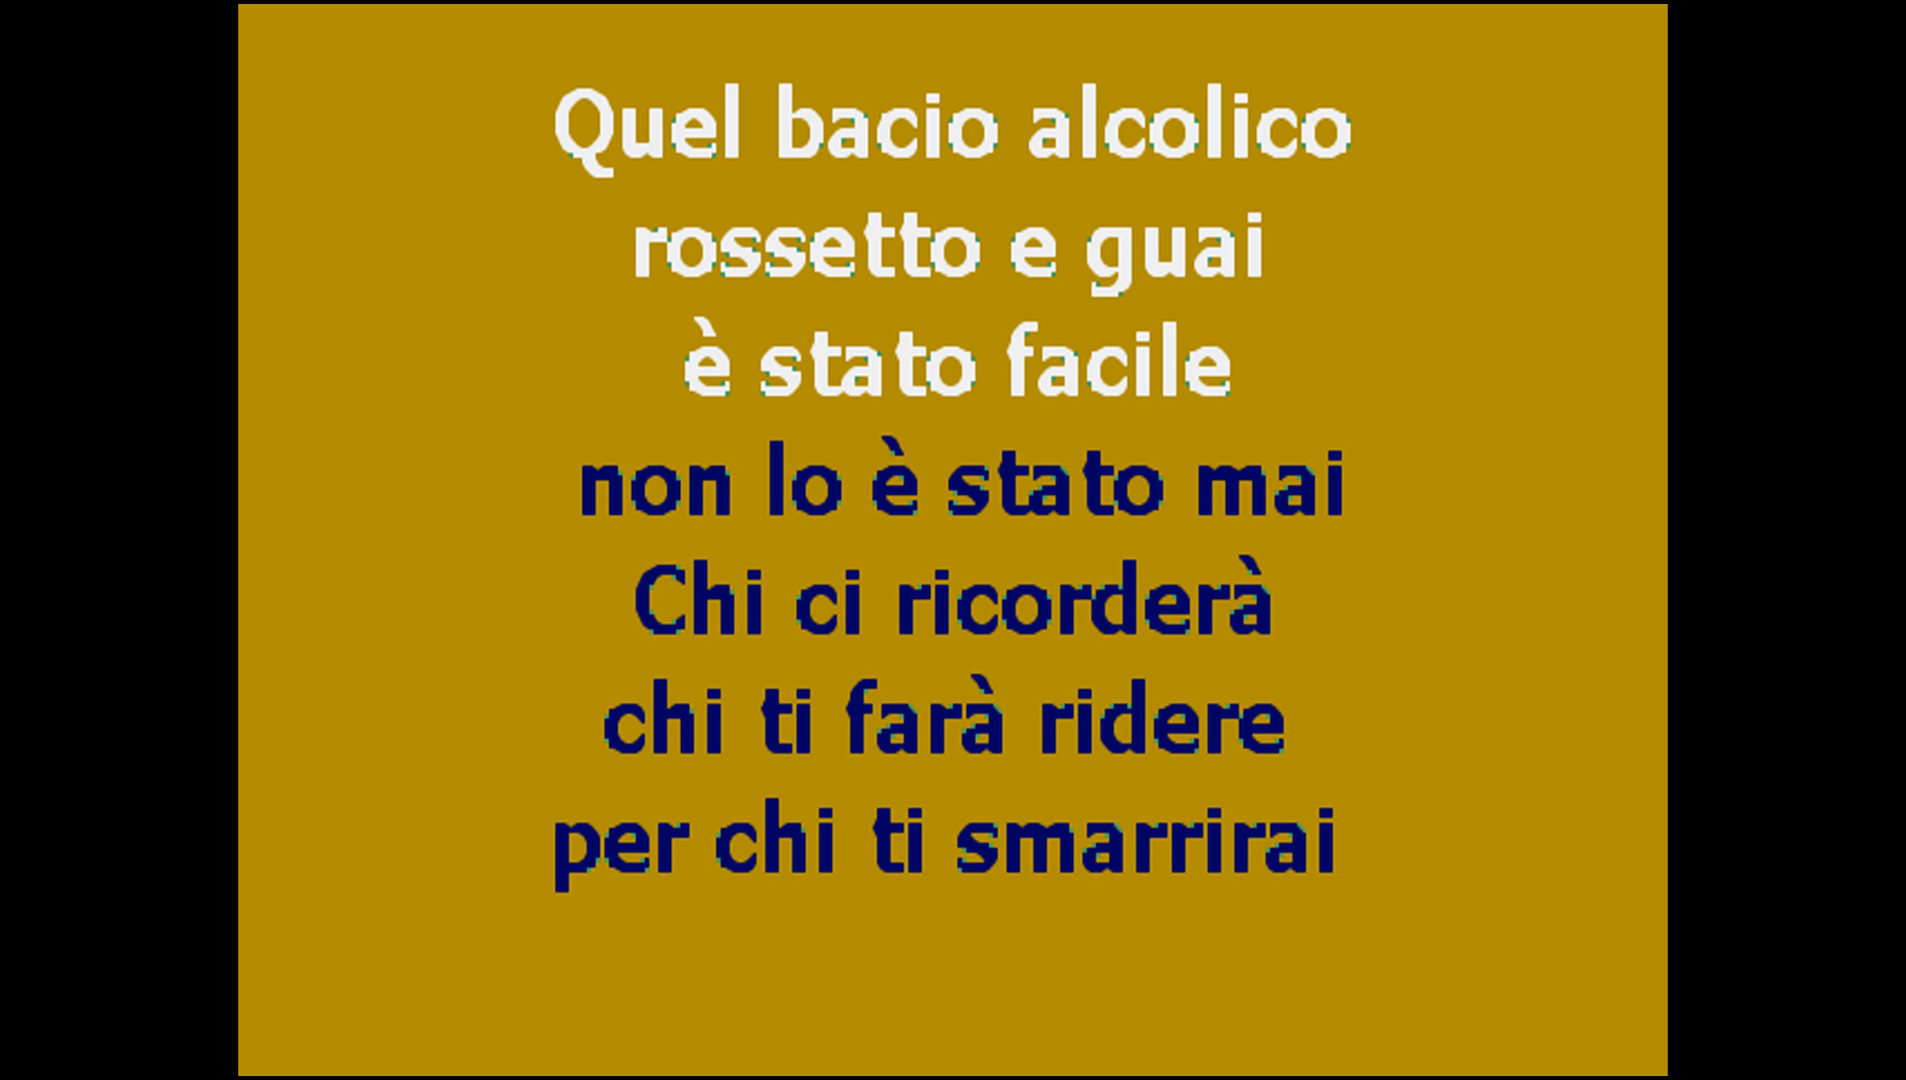 Quel bacio alcolico
rossetto e guai
è stato facile
non lo è stato mai
Chi ci ricorderà
chi ti farà ridere
per chi ti smarrirai